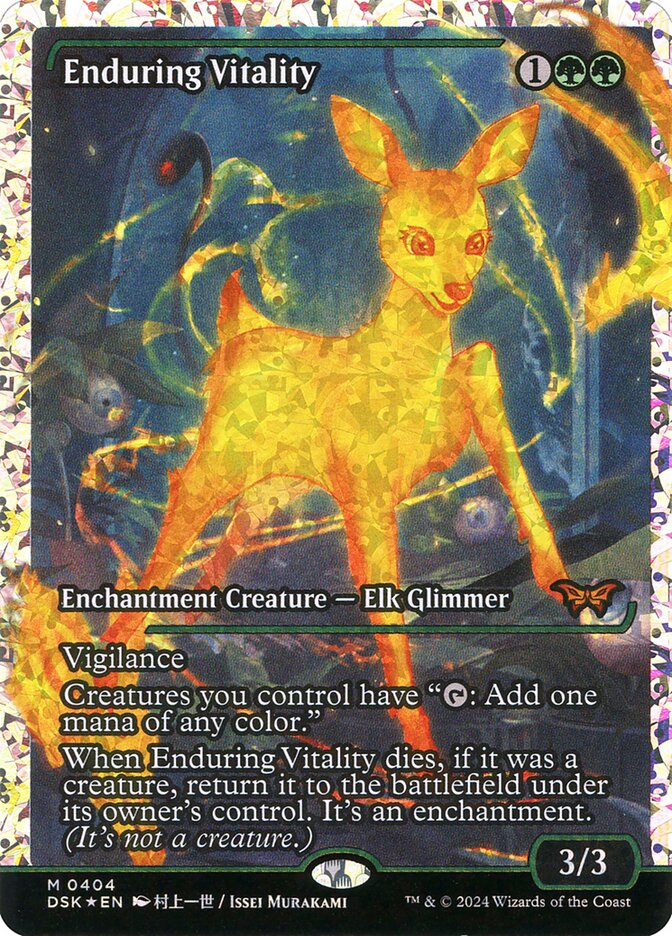 Enduring Vitality
1
Enchantment Creature — Elk Glimmer
Vigilance
Creatures you control have “: Add one
mana of any color.”
When Enduring Vitality dies, if it was a
creature, return it to the battlefield under
its owner’s control. It’s an enchantment.
(It’s not a creature.)
3/3
M 0404
DSK★EN 村上一世 / Issei Murakami
™ & © 2024 Wizards of the Coast